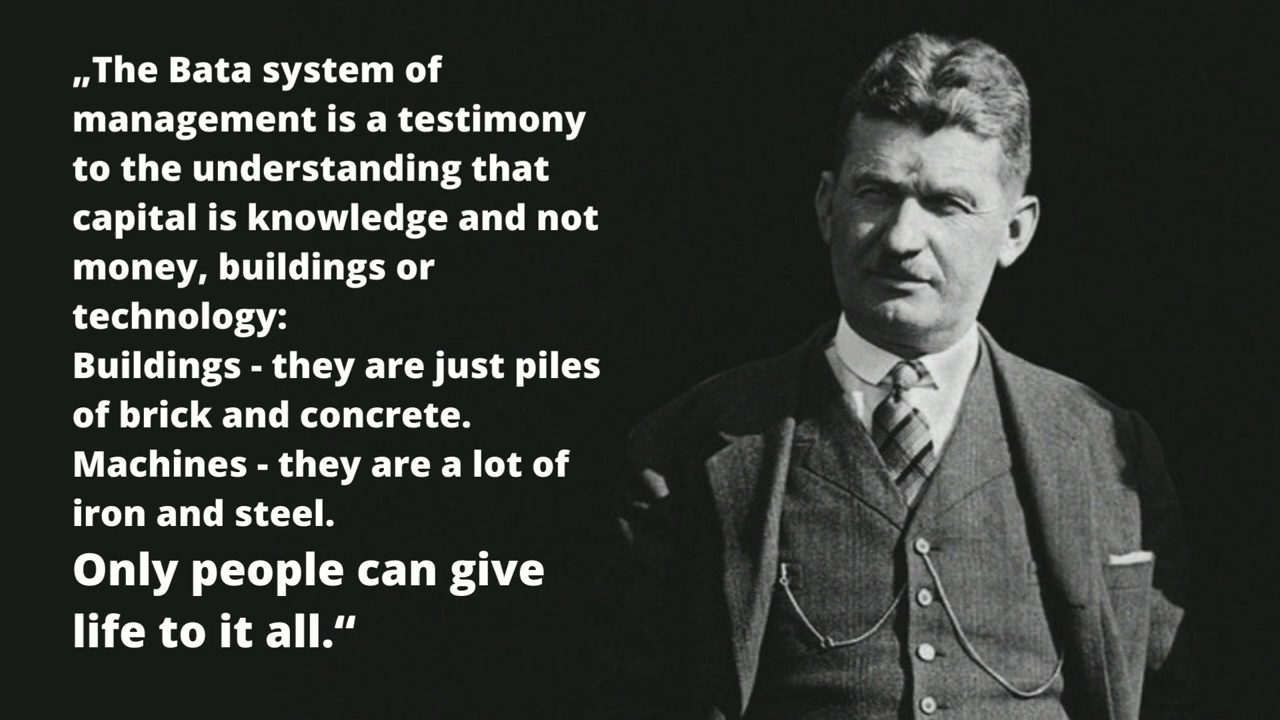 „The Bata system of
management is a testimony
to the understanding that
capital is knowledge and not
money, buildings or
technology:
Buildings - they are just piles
of brick and concrete.
Machines - they are a lot of
iron and steel.
Only people can give
life to it all.“